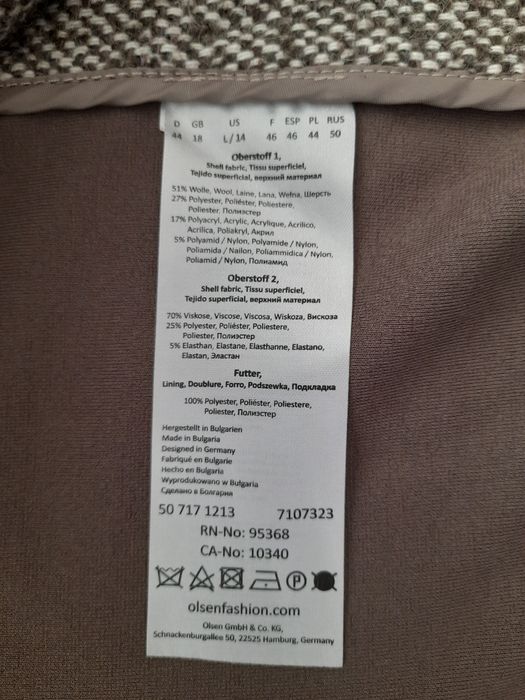 D GB US F ESP PL RUS
44 18 L/14 46 46 44 50
Oberstoff 1,
Shell fabric, Tissu superficiel,
Tejido superficial, верхний материал
51% Wolle, Wool, Laine, Lana, Wełna, Шерсть
27% Polyester, Poliéster, Poliestere,
Poliester, Полиэстер
17% Polyacryl, Acrylic, Acrylique, Acrilico,
Acrilica, Poliakryl, Акрил
5% Polyamid / Nylon, Polyamide / Nylon,
Poliamida / Nailon, Poliammidica / Nylon,
Poliamid / Nylon, Полиамид
Oberstoff 2,
Shell fabric, Tissu superficiel,
Tejido superficial, верхний материал
70% Viskose, Viscose, Viscosa, Wiskoza, Вискоза
25% Polyester, Poliéster, Poliestere,
Poliester, Полиэстер
5% Elasthan, Elastane, Elasthanne, Elastano,
Elastan, Эластан
Futter,
Lining, Doublure, Forro, Podszewka, Подкладка
100% Polyester, Poliéster, Poliestere,
Poliester, Полиэстер
Hergestellt in Bulgarien
Made in Bulgaria
Designed in Germany
Fabriqué en Bulgarie
Hecho en Bulgaria
Wyprodukowano w Bułgaria
Сделано в Болгария
50 717 1213 7107323
RN-No: 95368
CA-No: 10340
P
olsenfashion.com
Olsen GmbH & Co. KG,
Schnackenburgallee 50, 22525 Hamburg, Germany